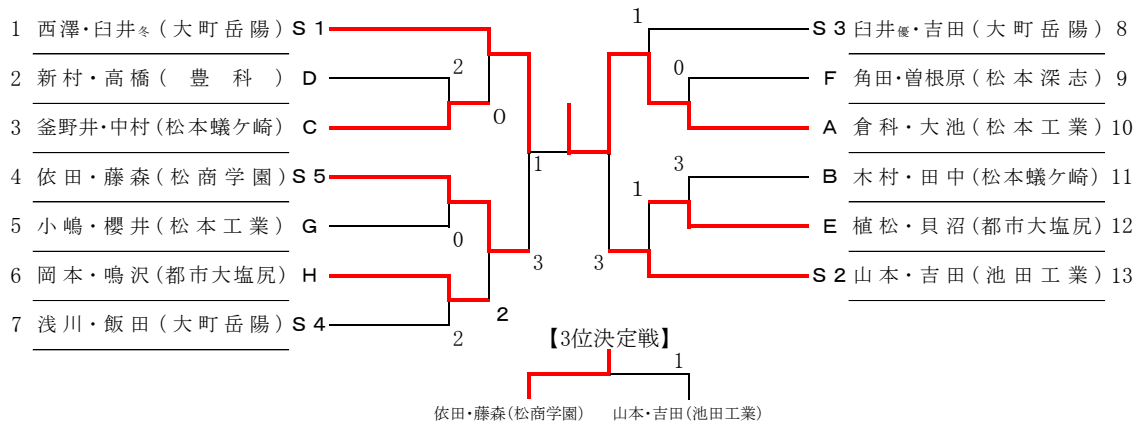 1 西澤・臼井冬 (大町岳陽) S1
2 新村・高橋 (豊科) D
3 釜野井・中村 (松本蟻ケ崎) C
4 依田・藤森 (松商学園) S5
5 小嶋・櫻井 (松本工業) G
6 岡本・鳴沢 (都市大塩尻) H
7 浅川・飯田 (大町岳陽) S4
2
0
0
2
2
1
3
1
0
3
1
3
S3 臼井優・吉田 (大町岳陽) 8
F 角田・曽根原 (松本深志) 9
A 倉科・大池 (松本工業) 10
B 木村・田中 (松本蟻ケ崎) 11
E 植松・貝沼 (都市大塩尻) 12
S2 山本・吉田 (池田工業) 13
【3位決定戦】
1
依田・藤森(松商学園) 山本・吉田(池田工業)